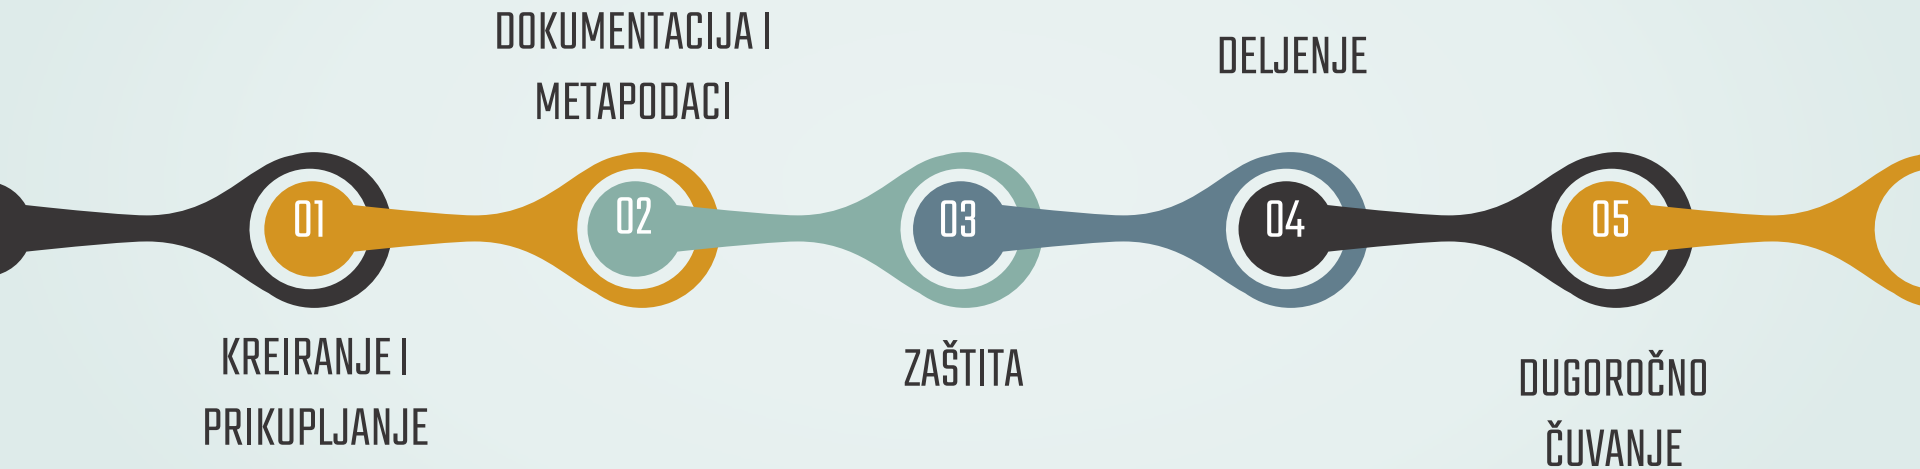 01
KREIRANJE I
PRIKUPLJANJE
DOKUMENTACIJA I
METAPODACI
02
03
ZAŠTITA
DELJENJE
04
05
DUGOROČNO
ČUVANJE